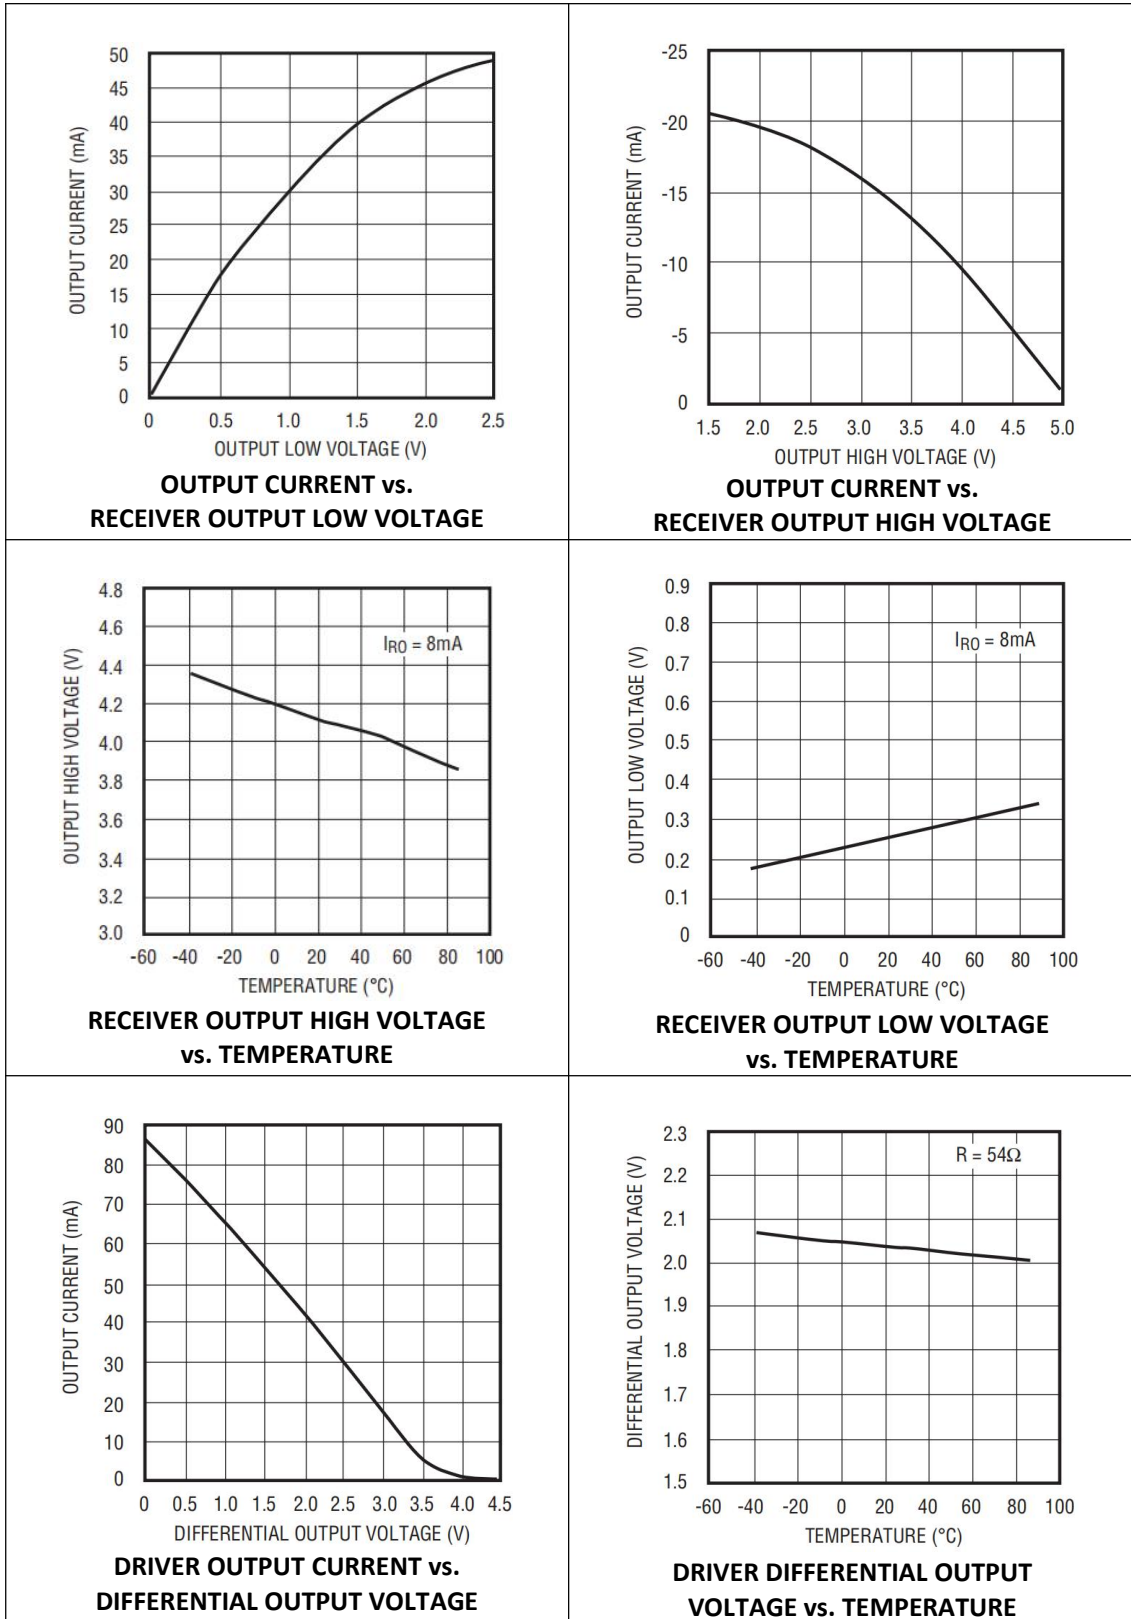 50
45
40
35
30
25
20
15
10
5
0
OUTPUT CURRENT (mA)
0 0.5 1.0 1.5 2.0 2.5
OUTPUT LOW VOLTAGE (V)
OUTPUT CURRENT vs.
RECEIVER OUTPUT LOW VOLTAGE
-25
-20
-15
-10
-5
0
OUTPUT CURRENT (mA)
1.5 2.0 2.5 3.0 3.5 4.0 4.5 5.0
OUTPUT HIGH VOLTAGE (V)
OUTPUT CURRENT vs.
RECEIVER OUTPUT HIGH VOLTAGE
4.8
4.6
4.4
4.2
4.0
3.8
3.6
3.4
3.2
3.0
OUTPUT HIGH VOLTAGE (V)
IRO = 8mA
-60 -40 -20 0 20 40 60 80 100
TEMPERATURE (°C)
RECEIVER OUTPUT HIGH VOLTAGE
vs. TEMPERATURE
0.9
0.8
0.7
0.6
0.5
0.4
0.3
0.2
0.1
0
OUTPUT LOW VOLTAGE (V)
IRO = 8mA
-60 -40 -20 0 20 40 60 80 100
TEMPERATURE (°C)
RECEIVER OUTPUT LOW VOLTAGE
vs. TEMPERATURE
90
80
70
60
50
40
30
20
10
0
OUTPUT CURRENT (mA)
0 0.5 1.0 1.5 2.0 2.5 3.0 3.5 4.0 4.5
DIFFERENTIAL OUTPUT VOLTAGE (V)
DRIVER OUTPUT CURRENT vs.
DIFFERENTIAL OUTPUT VOLTAGE
2.3
2.2
2.1
2.0
1.9
1.8
1.7
1.6
1.5
DIFFERENTIAL OUTPUT VOLTAGE (V)
R = 54Ω
-60 -40 -20 0 20 40 60 80 100
TEMPERATURE (°C)
DRIVER DIFFERENTIAL OUTPUT
VOLTAGE vs. TEMPERATURE